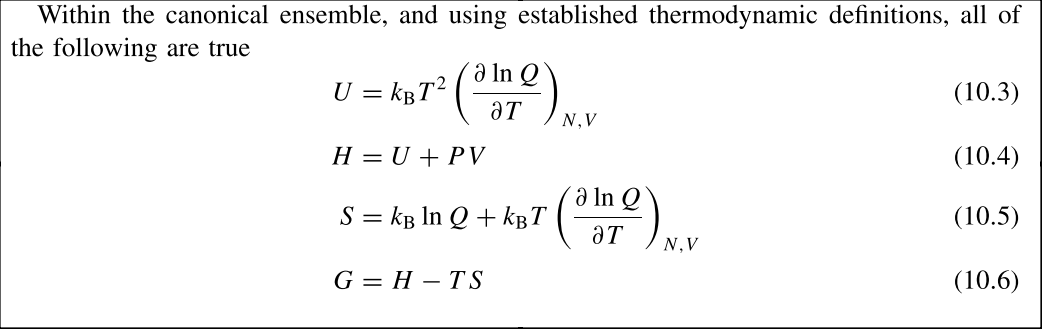 Within the canonical ensemble, and using established thermodynamic definitions, all of
the following are true
U = k_B T^2 (∂ ln Q / ∂T)_{N,V} (10.3)
H = U + PV (10.4)
S = k_B ln Q + k_B T (∂ ln Q / ∂T)_{N,V} (10.5)
G = H − TS (10.6)